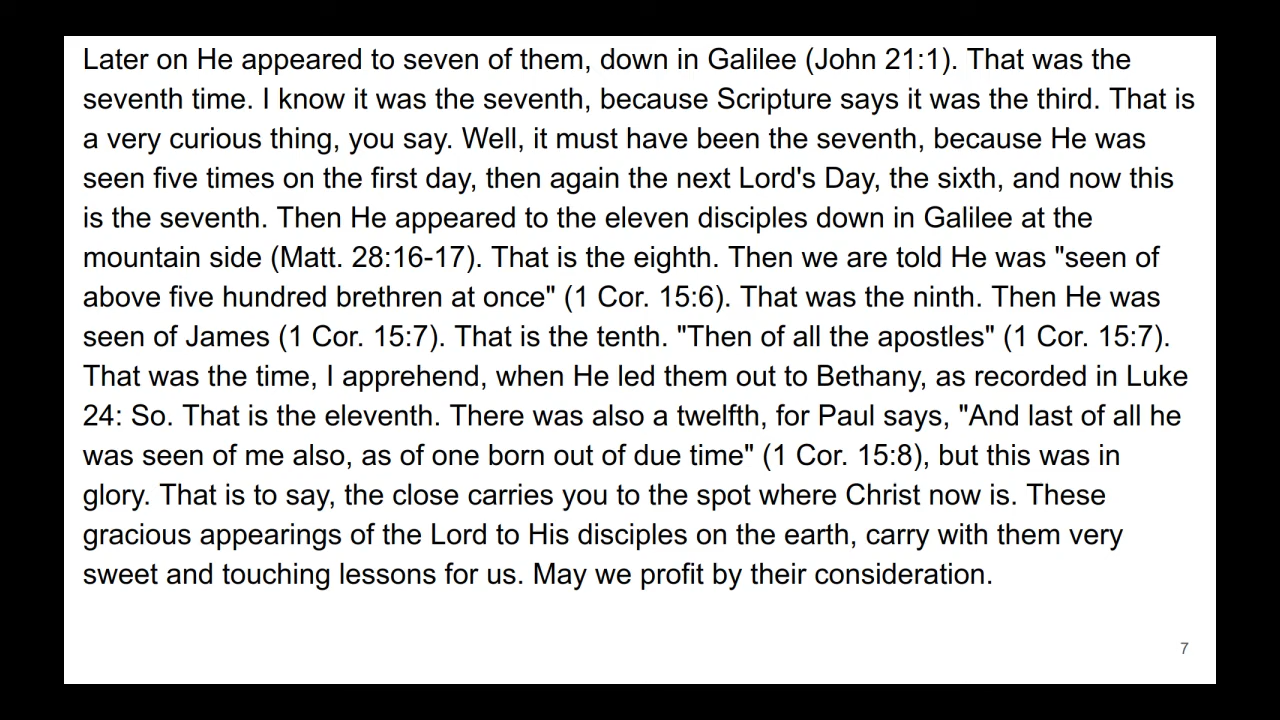 Later on He appeared to seven of them, down in Galilee (John 21:1). That was the
seventh time. I know it was the seventh, because Scripture says it was the third. That is
a very curious thing, you say. Well, it must have been the seventh, because He was
seen five times on the first day, then again the next Lord's Day, the sixth, and now this
is the seventh. Then He appeared to the eleven disciples down in Galilee at the
mountain side (Matt. 28:16-17). That is the eighth. Then we are told He was "seen of
above five hundred brethren at once" (1 Cor. 15:6). That was the ninth. Then He was
seen of James (1 Cor. 15:7). That is the tenth. "Then of all the apostles" (1 Cor. 15:7).
That was the time, I apprehend, when He led them out to Bethany, as recorded in Luke
24: So. That is the eleventh. There was also a twelfth, for Paul says, "And last of all he
was seen of me also, as of one born out of due time" (1 Cor. 15:8), but this was in
glory. That is to say, the close carries you to the spot where Christ now is. These
gracious appearings of the Lord to His disciples on the earth, carry with them very
sweet and touching lessons for us. May we profit by their consideration.
7